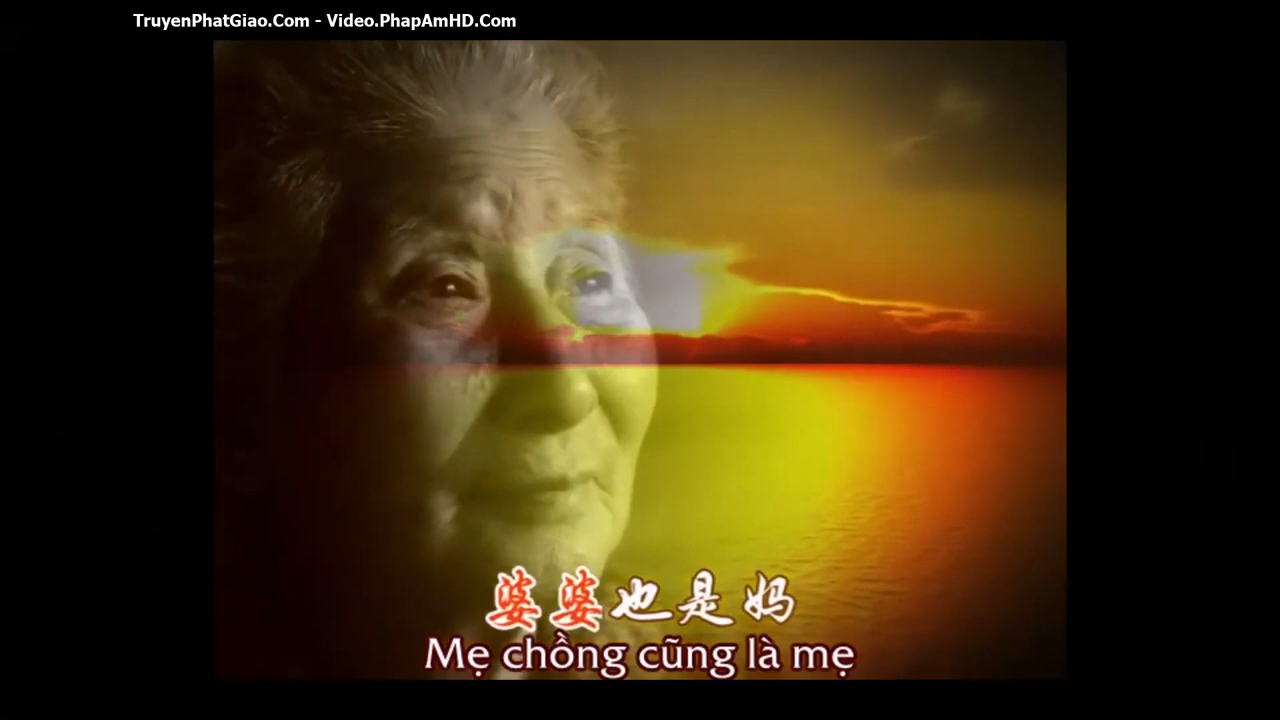 TruyenPhatGiao.Com - Video.PhapAmHD.Com
婆婆也是妈
Mẹ chồng cũng là mẹ